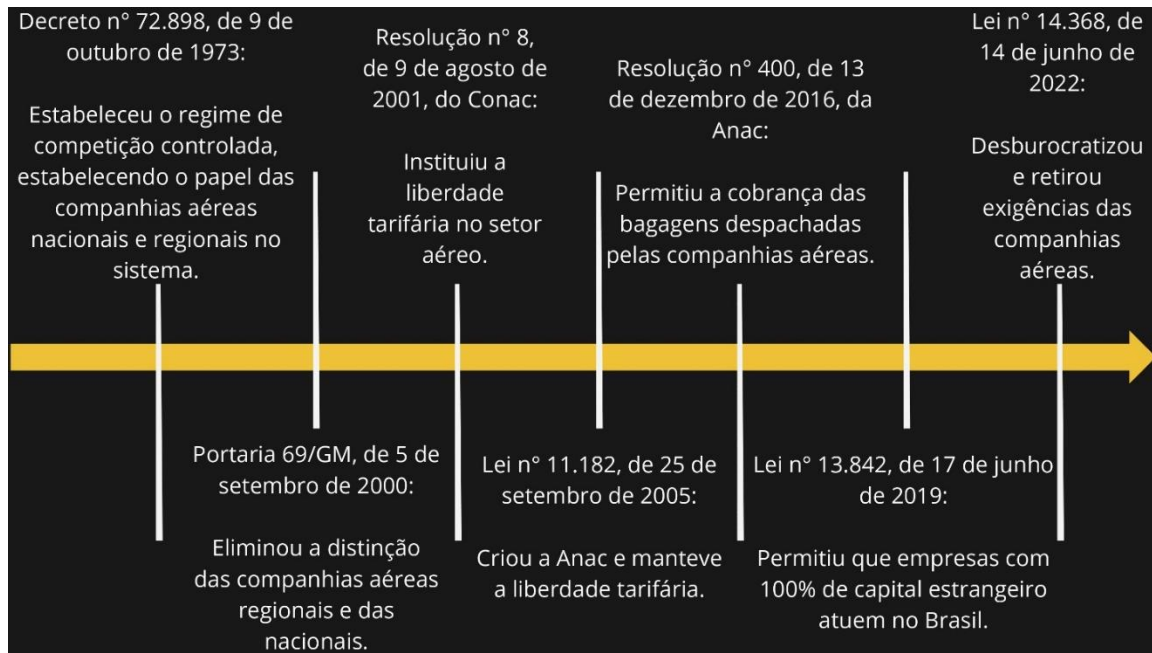 Decreto n° 72.898, de 9 de
outubro de 1973:
Estabeleceu o regime de
competição controlada,
estabelecendo o papel das
companhias aéreas
nacionais e regionais no
sistema.
Portaria 69/GM, de 5 de
setembro de 2000:
Eliminou a distinção
das companhias aéreas
regionais e das
nacionais.
Resolução n° 8,
de 9 de agosto de
2001, do Conac:
Instituiu a
liberdade
tarifária no setor
aéreo.
Lei n° 11.182, de 25 de
setembro de 2005:
Criou a Anac e manteve
a liberdade tarifária.
Resolução n° 400, de 13
de dezembro de 2016, da
Anac:
Permitiu a cobrança das
bagagens despachadas
pelas companhias aéreas.
Lei n° 13.842, de 17 de junho
de 2019:
Permitiu que empresas com
100% de capital estrangeiro
atuem no Brasil.
Lei n° 14.368, de
14 de junho de
2022:
Desburocratizou
e retirou
exigências das
companhias
aéreas.